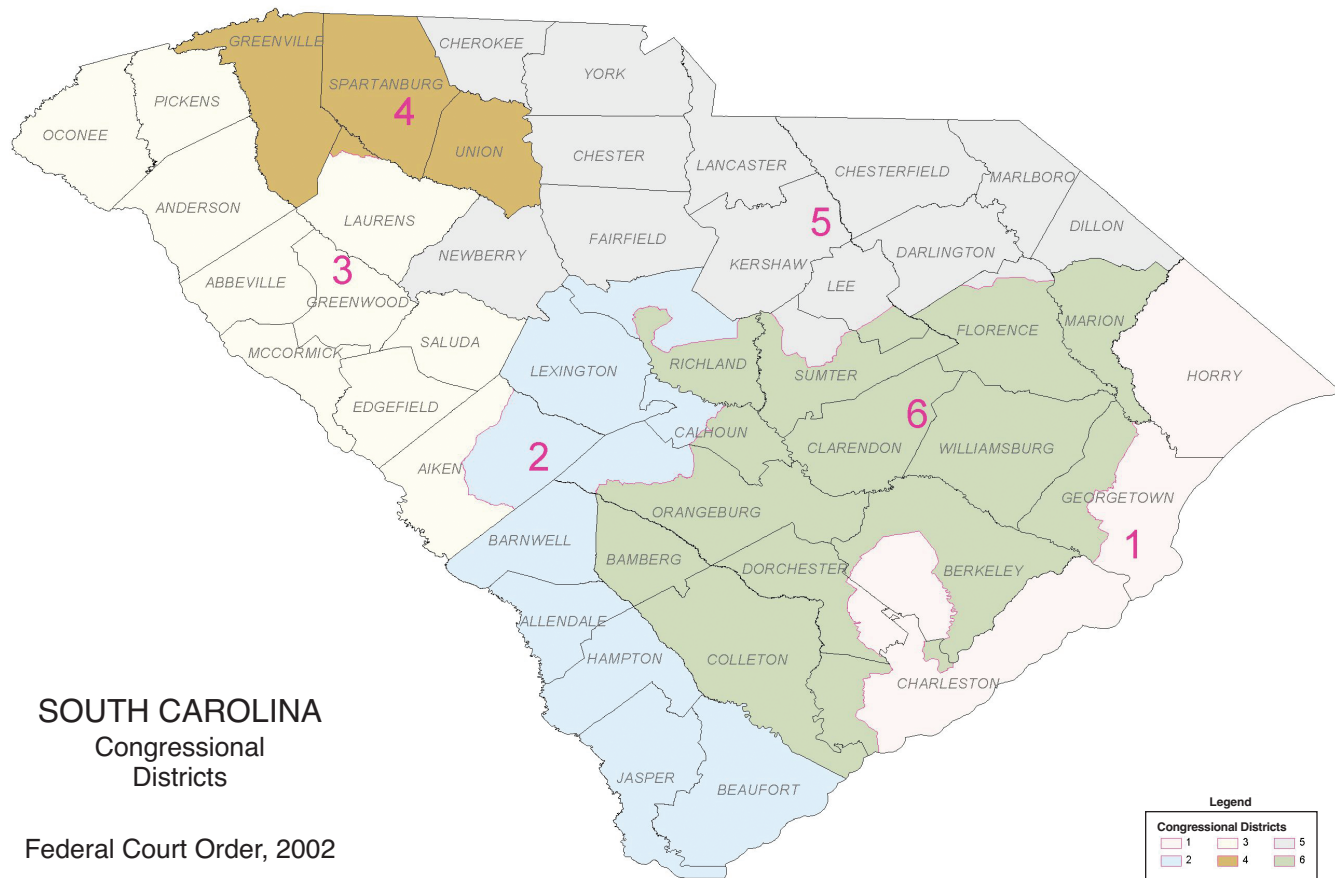 GREENVILLE
CHEROKEE
YORK
SPARTANBURG
PICKENS
4
OCONEE
UNION
CHESTER
LANCASTER
CHESTERFIELD
MARLBORO
ANDERSON
LAURENS
5
DILLON
FAIRFIELD
NEWBERRY
DARLINGTON
KERSHAW
3
ABBEVILLE
LEE
GREENWOOD
MARION
FLORENCE
SALUDA
MCCORMICK
RICHLAND
LEXINGTON
SUMTER
HORRY
EDGEFIELD
6
CALHOUN
CLARENDON
WILLIAMSBURG
2
AIKEN
GEORGETOWN
ORANGEBURG
BARNWELL
1
BAMBERG
DORCHESTER
BERKELEY
ALLENDALE
HAMPTON
COLLETON
CHARLESTON
JASPER
BEAUFORT
SOUTH CAROLINA
Congressional
Districts
Federal Court Order, 2002
Legend
Congressional Districts
1 3 5
2 4 6